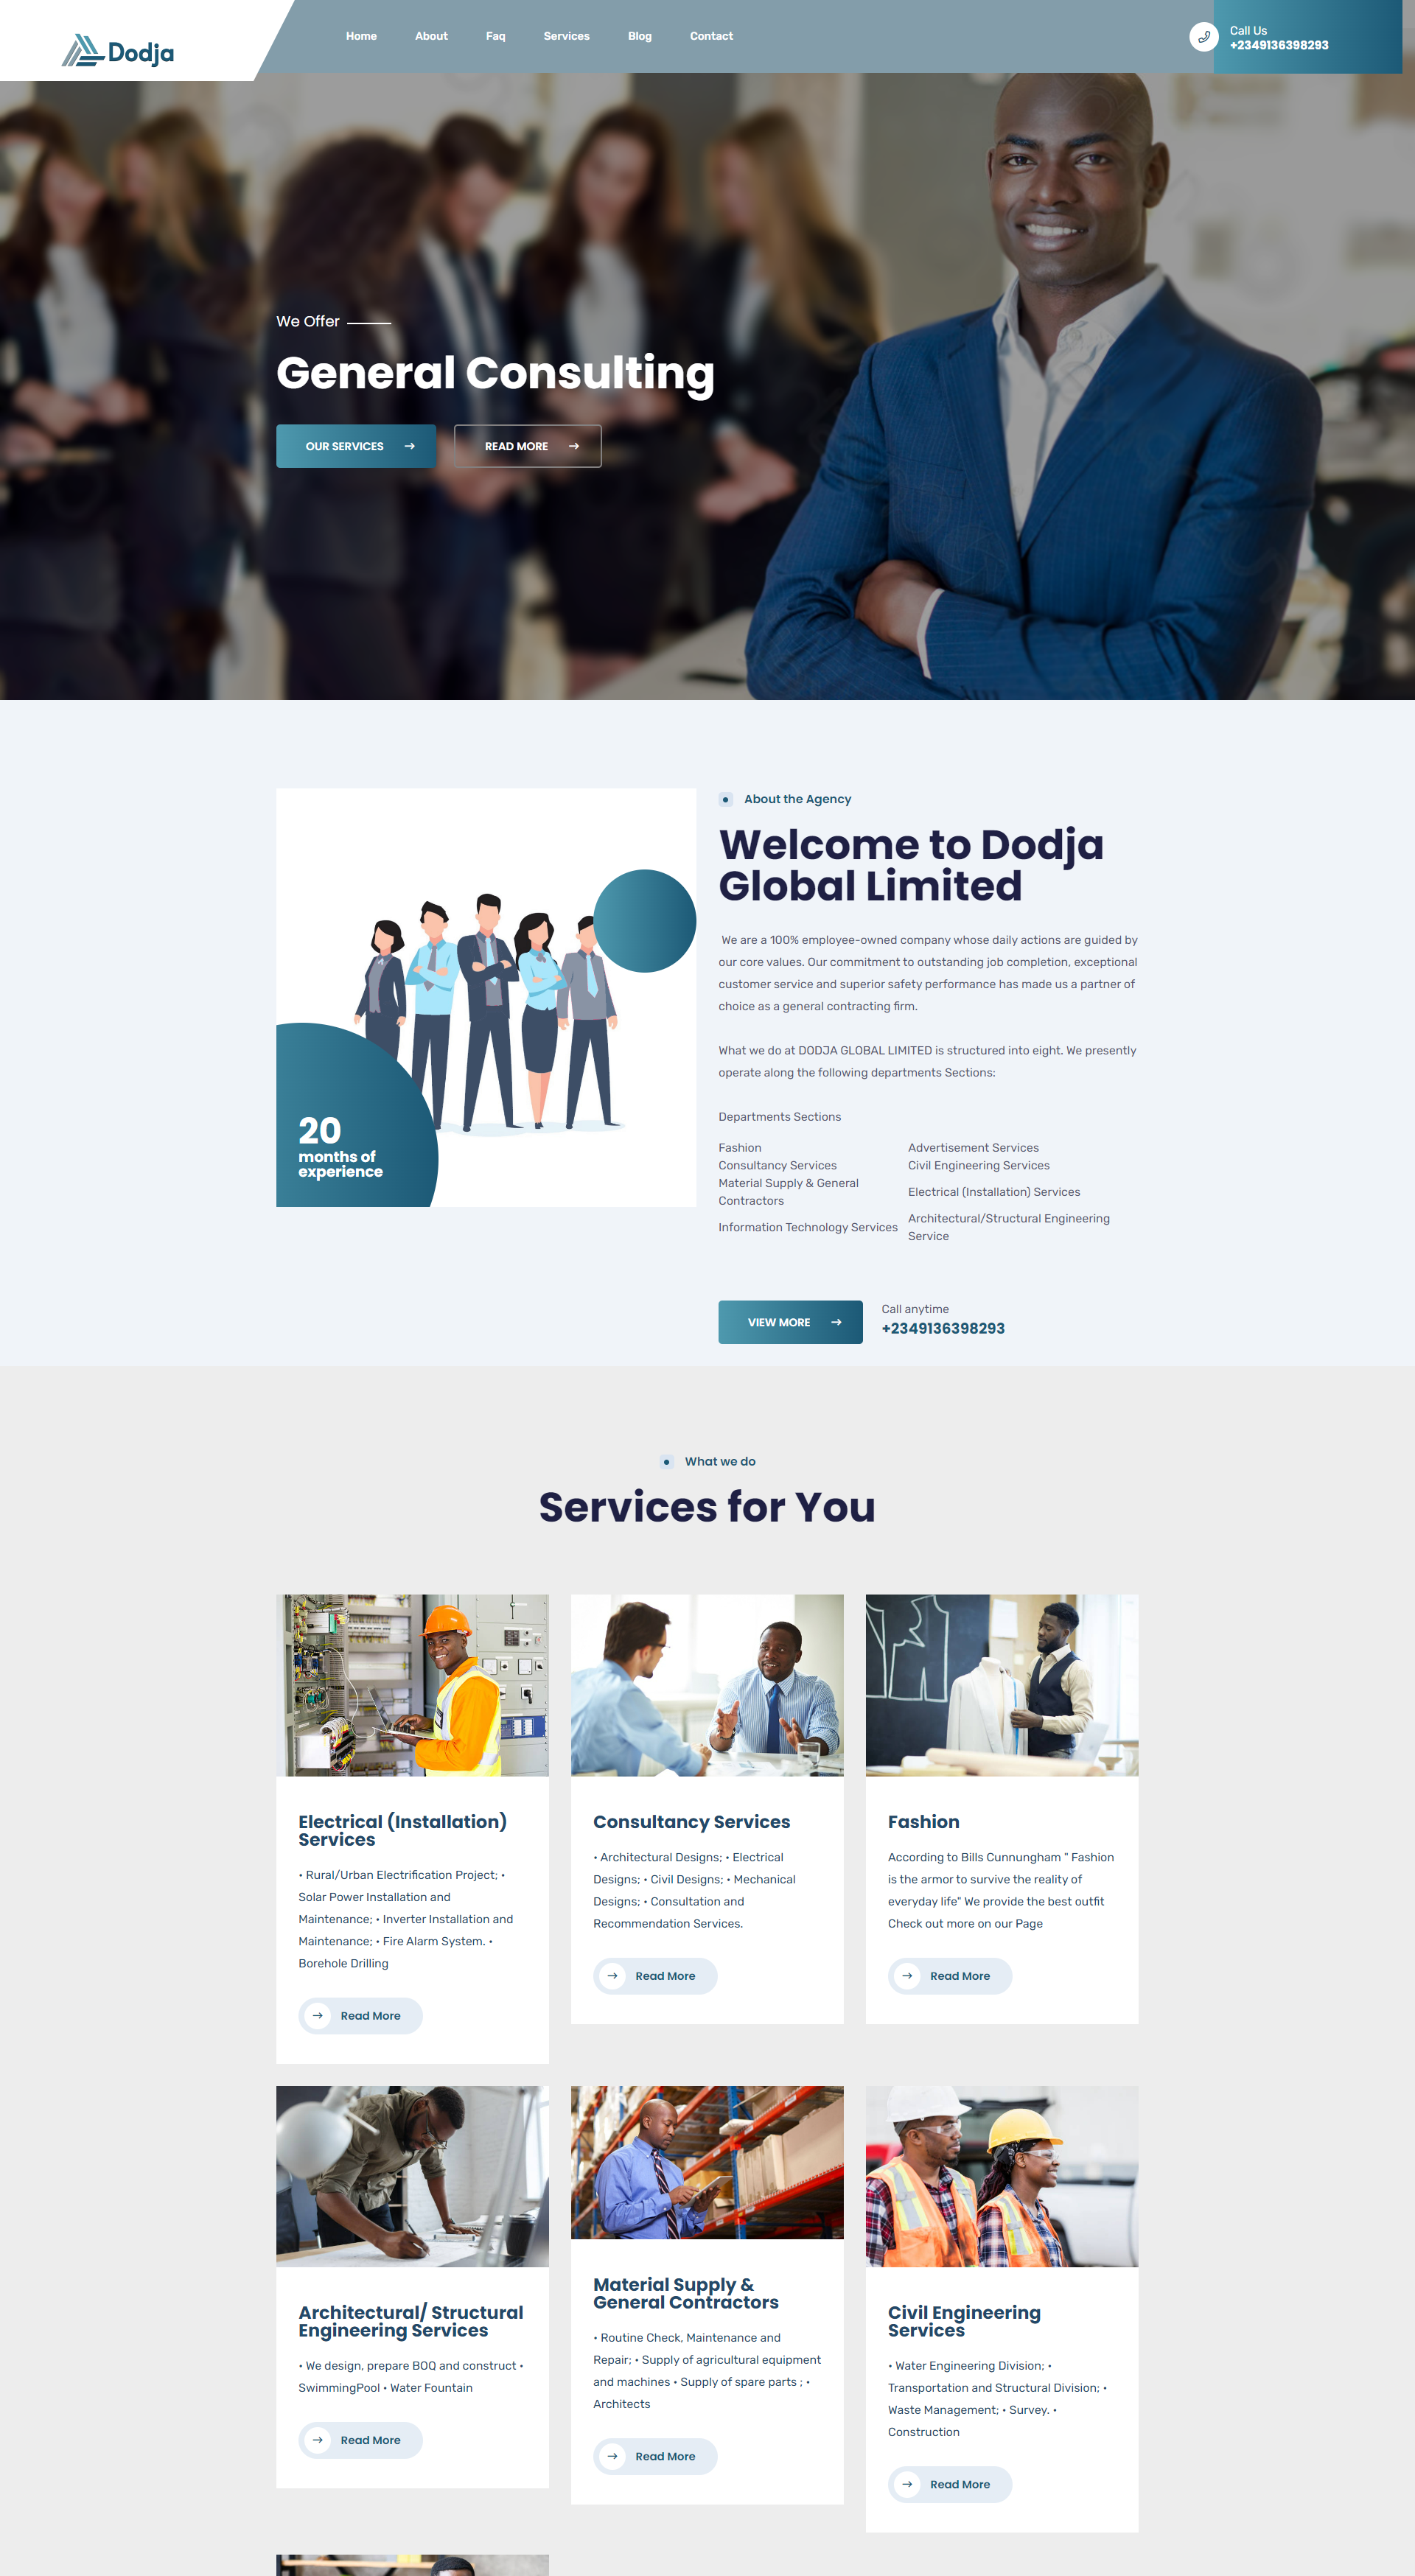 Dodja
Home
About
Faq
Services
Blog
Contact
Call Us
+2349136398293
We Offer
General Consulting
OUR SERVICES
READ MORE
About the Agency
Welcome to Dodja
Global Limited
We are a 100% employee-owned company whose daily actions are guided by
our core values. Our commitment to outstanding job completion, exceptional
customer service and superior safety performance has made us a partner of
choice as a general contracting firm.
What we do at DODJA GLOBAL LIMITED is structured into eight. We presently
operate along the following departments Sections:
Departments Sections
Fashion
Consultancy Services
Material Supply & General
Contractors
Information Technology Services
Advertisement Services
Civil Engineering Services
Electrical (Installation) Services
Architectural/Structural Engineering
Service
20
months of
experience
VIEW MORE
Call anytime
+2349136398293
What we do
Services for You
Electrical (Installation)
Services
• Rural/Urban Electrification Project; •
Solar Power Installation and
Maintenance; • Inverter Installation and
Maintenance; • Fire Alarm System. •
Borehole Drilling
Read More
Consultancy Services
• Architectural Designs; • Electrical
Designs; • Civil Designs; • Mechanical
Designs; • Consultation and
Recommendation Services.
Read More
Fashion
According to Bills Cunnungham " Fashion
is the armor to survive the reality of
everyday life" We provide the best outfit
Check out more on our Page
Read More
Architectural/ Structural
Engineering Services
• We design, prepare BOQ and construct •
SwimmingPool • Water Fountain
Read More
Material Supply &
General Contractors
• Routine Check, Maintenance and
Repair; • Supply of agricultural equipment
and machines • Supply of spare parts ; •
Architects
Read More
Civil Engineering
Services
• Water Engineering Division; •
Transportation and Structural Division; •
Waste Management; • Survey. •
Construction
Read More